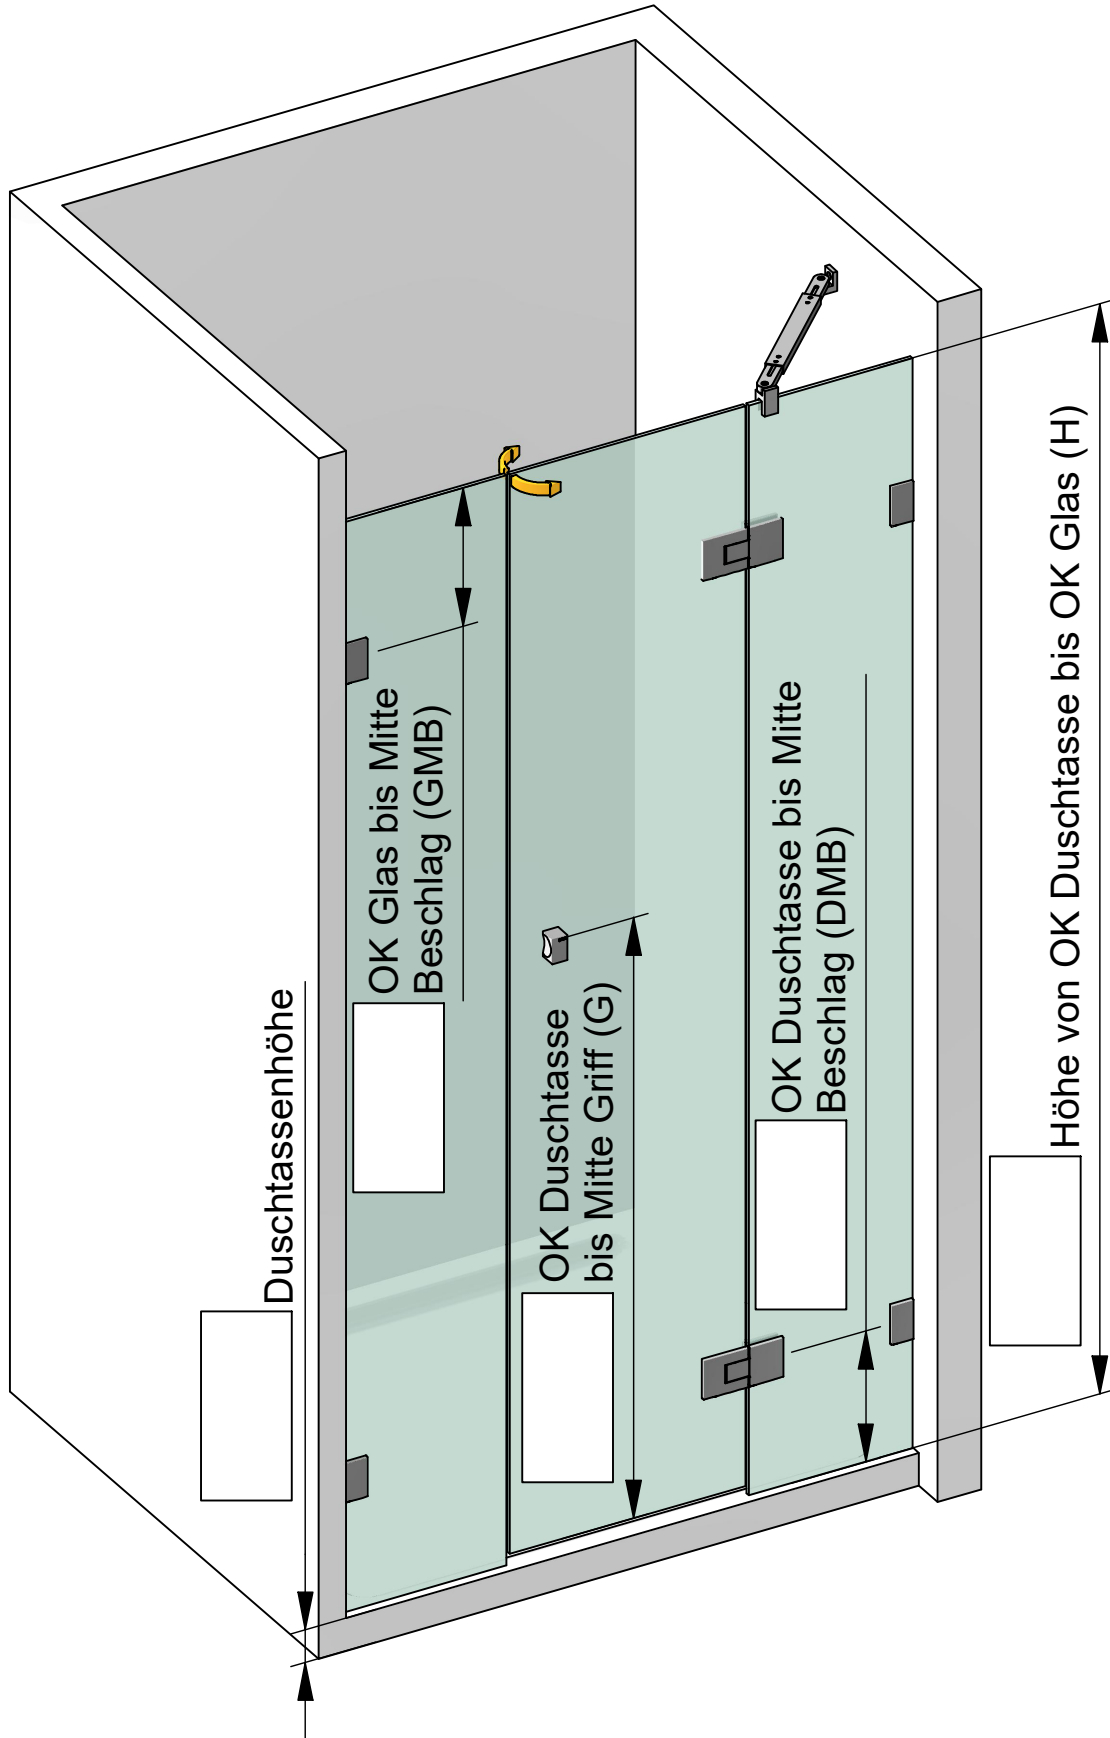 Duschtassenhöhe
OK Glas bis Mitte
Beschlag (GMB)
OK Duschtasse
bis Mitte Griff (G)
OK Duschtasse bis Mitte
Beschlag (DMB)
Höhe von OK Duschtasse bis OK Glas (H)